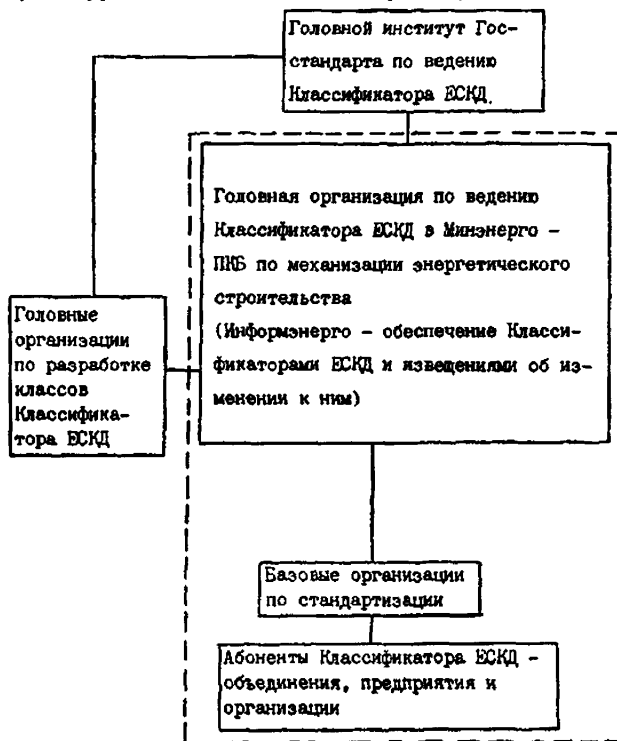 Головной институт Гос-
стандарта по ведению
Классификатора ЕСКД.
Головная организация по ведению
Классификатора ЕСКД в Минэнерго -
ПКБ по механизации энергетического
строительства
(Информэнерго - обеспечение Класси-
фикаторами ЕСКД и извещениями об из-
менении к ним)
Головные
организации
по разработке
классов
Классифика-
тора ЕСКД
Базовые организации
по стандартизации
Абоненты Классификатора ЕСКД -
объединения, предприятия и
организации